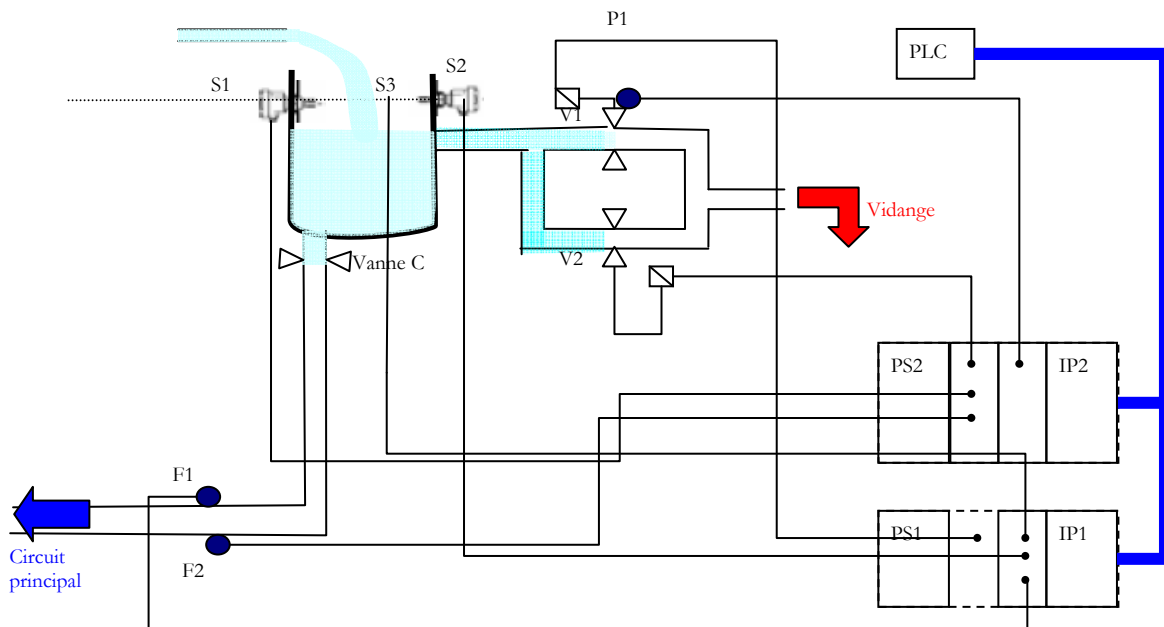 P1
PLC
S1
S3
S2
V1
Vidange
V2
Vanne C
PS2
IP2
F1
PS1
IP1
Circuit
principal
F2